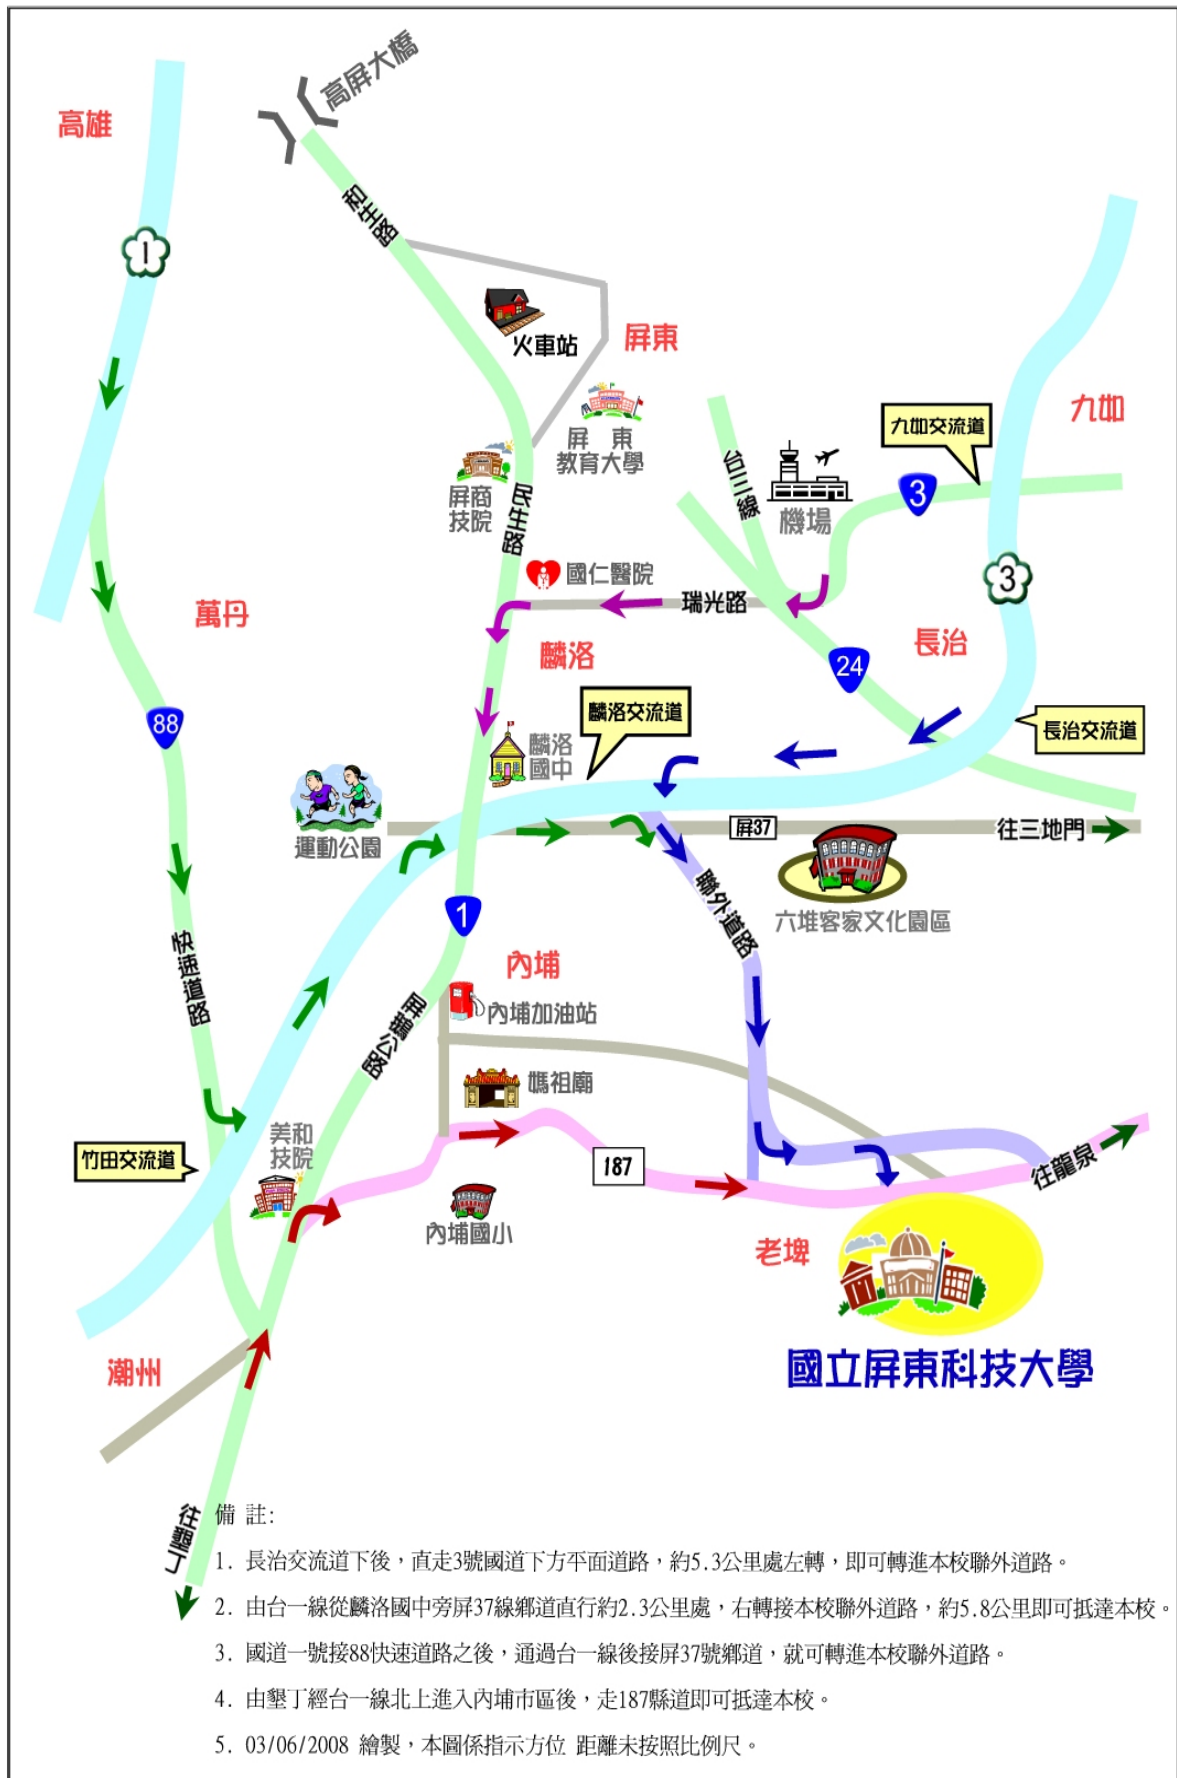 高屏大橋
高雄
和生路
1
火車站
屏東
九如
九如交流道
屏東
教育大學
台三線
3
屏商
技院
民生路
機場
國仁醫院
3
瑞光路
萬丹
麟洛
長治
24
88
麟洛交流道
長治交流道
麟洛
國中
運動公園
屏37
往三地門
聯外道路
六堆客家文化園區
1
快速道路
內埔
屏鵝公路
內埔加油站
媽祖廟
美和
技院
竹田交流道
187
往龍泉
內埔國小
老埤
國立屏東科技大學
潮州
往墾丁
備 註:
1. 長治交流道下後，直走3號國道下方平面道路，約5.3公里處左轉，即可轉進本校聯外道路。
2. 由台一線從麟洛國中旁屏37線鄉道直行約2.3公里處，右轉接本校聯外道路，約5.8公里即可抵達本校。
3. 國道一號接88快速道路之後，通過台一線後接屏37號鄉道，就可轉進本校聯外道路。
4. 由墾丁經台一線北上進入內埔市區後，走187縣道即可抵達本校。
5. 03/06/2008 繪製，本圖係指示方位 距離未按照比例尺。